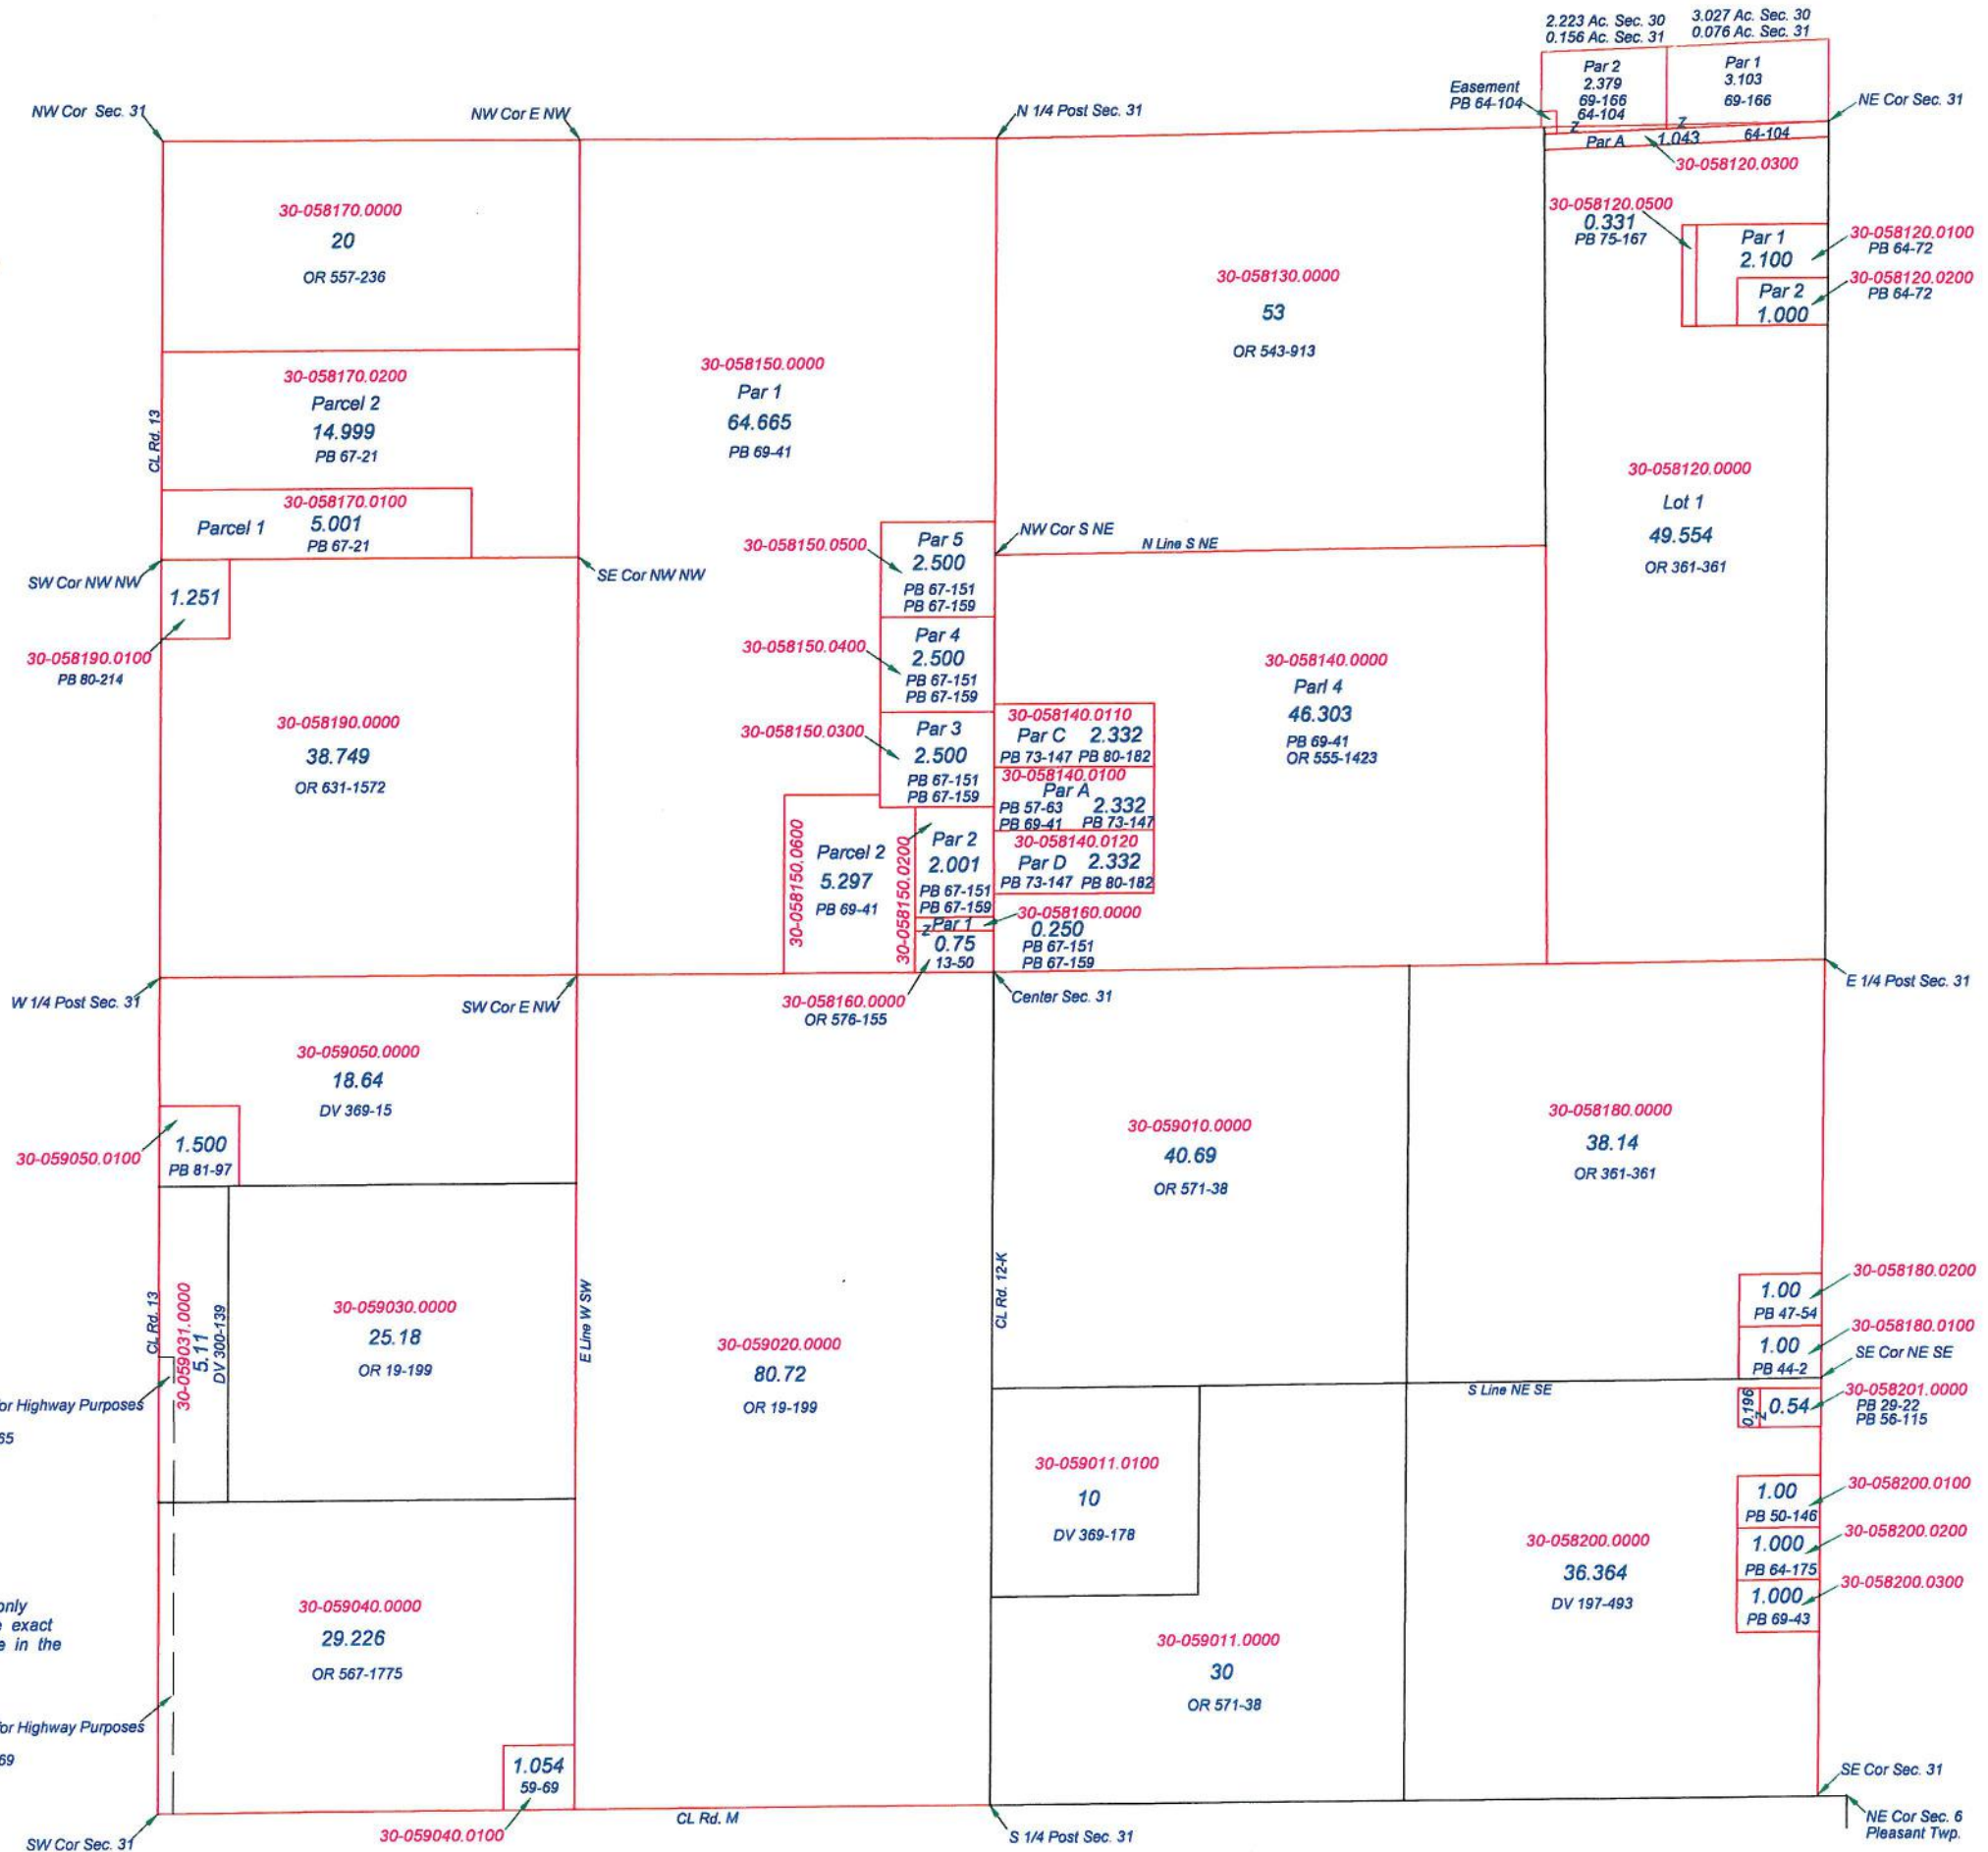 2.223 Ac. Sec. 30
0.156 Ac. Sec. 31
3.027 Ac. Sec. 30
0.076 Ac. Sec. 31
NW Cor Sec. 31
NW Cor E NW
N 1/4 Post Sec. 31
Easement
PB 64-104
Par 2
2.379
69-166
64-104
Z
Par 1
3.103
69-166
Z
NE Cor Sec. 31
Par A 1.043 64-104
30-058120.0300
30-058170.0000
20
OR 557-236
30-058120.0500
0.331
PB 75-167
Par 1
2.100
30-058120.0100
PB 64-72
Par 2
1.000
30-058120.0200
PB 64-72
30-058130.0000
53
OR 543-913
CL Rd. 13
30-058170.0200
Parcel 2
14.999
PB 67-21
30-058150.0000
Par 1
64.665
PB 69-41
30-058120.0000
Lot 1
49.554
OR 361-361
30-058170.0100
Parcel 1 5.001
PB 67-21
SW Cor NW NW
SE Cor NW NW
NW Cor S NE
N Line S NE
30-058150.0500
Par 5
2.500
PB 67-151
PB 67-159
1.251
30-058190.0100
PB 80-214
30-058150.0400
Par 4
2.500
PB 67-151
PB 67-159
30-058140.0000
Parl 4
46.303
PB 69-41
OR 555-1423
30-058190.0000
38.749
OR 631-1572
30-058150.0300
Par 3
2.500
PB 67-151
PB 67-159
30-058140.0110
Par C 2.332
PB 73-147 PB 80-182
30-058140.0100
Par A
PB 57-63 2.332
PB 69-41 PB 73-147
30-058140.0120
Par D 2.332
PB 73-147 PB 80-182
30-058150.0600
Parcel 2
5.297
PB 69-41
30-058150.0200
Par 2
2.001
PB 67-151
PB 67-159
Z Par 1
30-058160.0000
0.250
PB 67-151
PB 67-159
0.75
13-50
W 1/4 Post Sec. 31
SW Cor E NW
30-058160.0000
OR 576-155
Center Sec. 31
E 1/4 Post Sec. 31
30-059050.0000
18.64
DV 369-15
30-059050.0100
1.500
PB 81-97
30-059010.0000
40.69
OR 571-38
30-058180.0000
38.14
OR 361-361
CL Rd. 13
30-059031.0000
5.11
DV 300-139
30-059030.0000
25.18
OR 19-199
E Line W SW
30-059020.0000
80.72
OR 19-199
CL Rd. 12-K
1.00
PB 47-54
30-058180.0200
1.00
PB 44-2
30-058180.0100
SE Cor NE SE
S Line NE SE
or Highway Purposes
65
0.196
Z
0.54
30-058201.0000
PB 29-22
PB 56-115
30-059011.0100
10
DV 369-178
1.00
PB 50-146
30-058200.0100
1.000
PB 64-175
30-058200.0200
1.000
PB 69-43
30-058200.0300
30-058200.0000
36.364
DV 197-493
only
e exact
e in the
30-059040.0000
29.226
OR 567-1775
30-059011.0000
30
OR 571-38
or Highway Purposes
69
1.054
59-69
30-059040.0100
SW Cor Sec. 31
CL Rd. M
S 1/4 Post Sec. 31
SE Cor Sec. 31
NE Cor Sec. 6
Pleasant Twp.